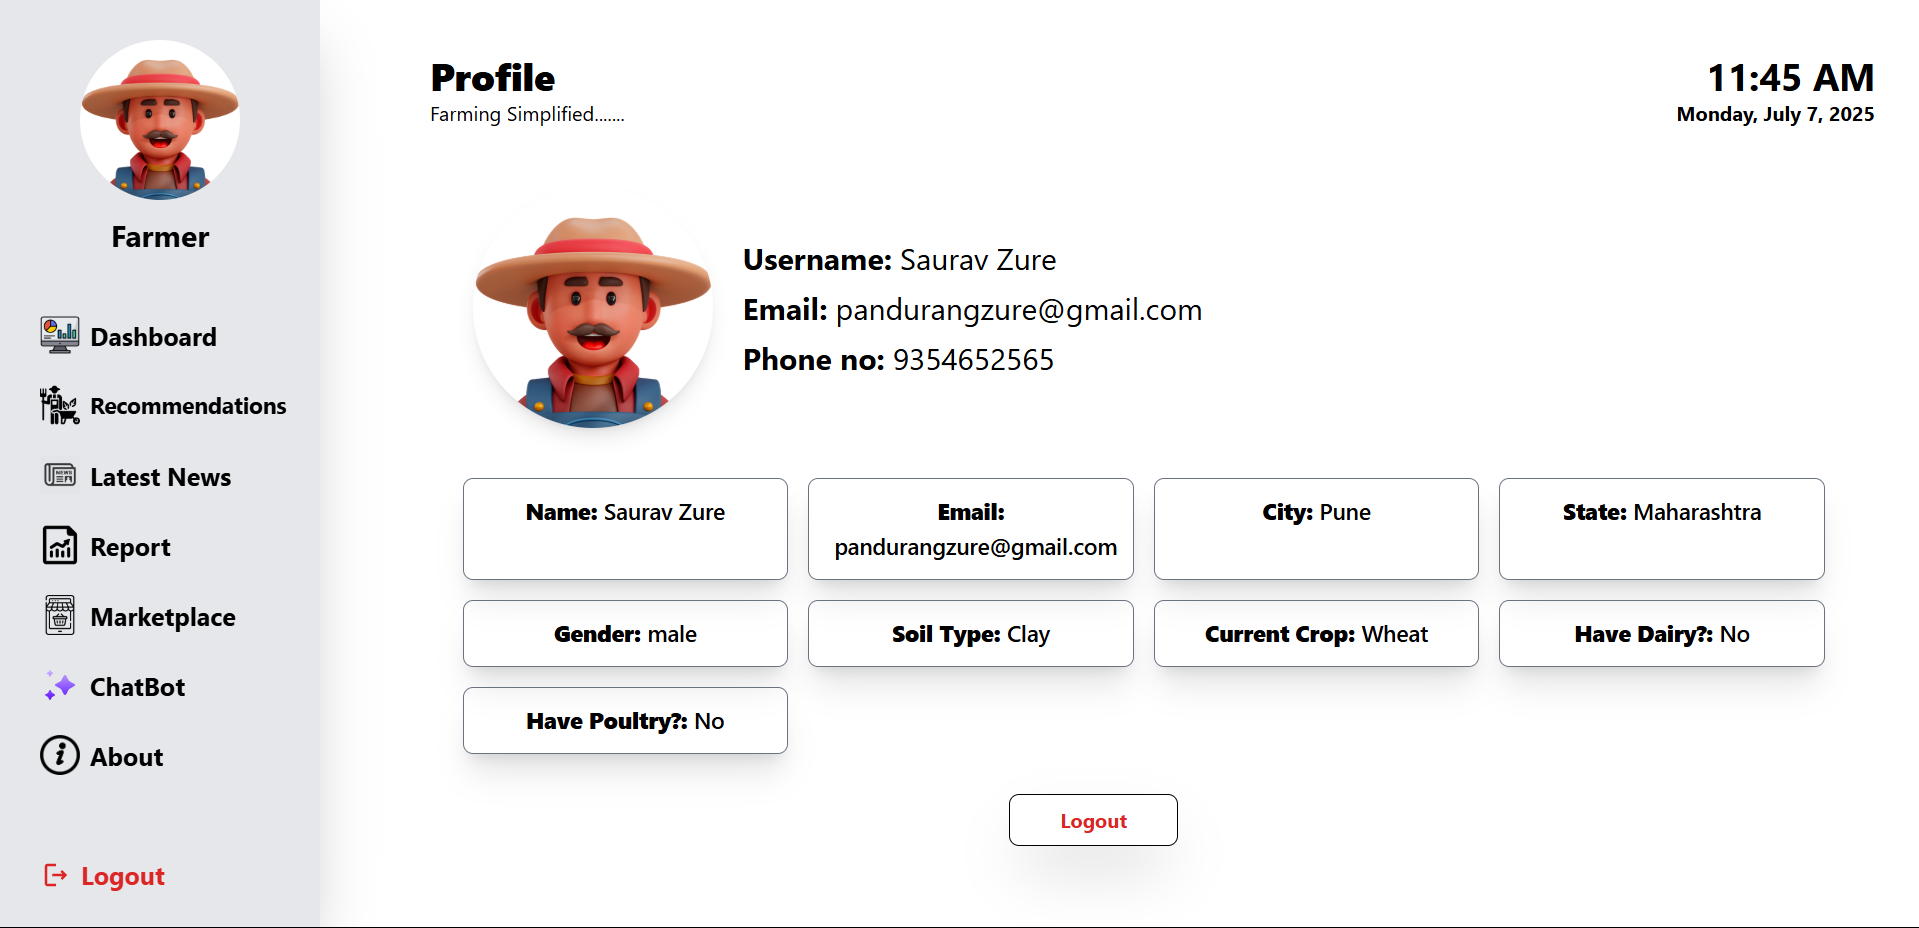 Farmer
Dashboard
Recommendations
Latest News
Report
Marketplace
ChatBot
About
Logout
Profile
Farming Simplified.......
11:45 AM
Monday, July 7, 2025
Username: Saurav Zure
Email: pandurangzure@gmail.com
Phone no: 9354652565
Name: Saurav Zure
Email:
pandurangzure@gmail.com
City: Pune
State: Maharashtra
Gender: male
Soil Type: Clay
Current Crop: Wheat
Have Dairy?: No
Have Poultry?: No
Logout